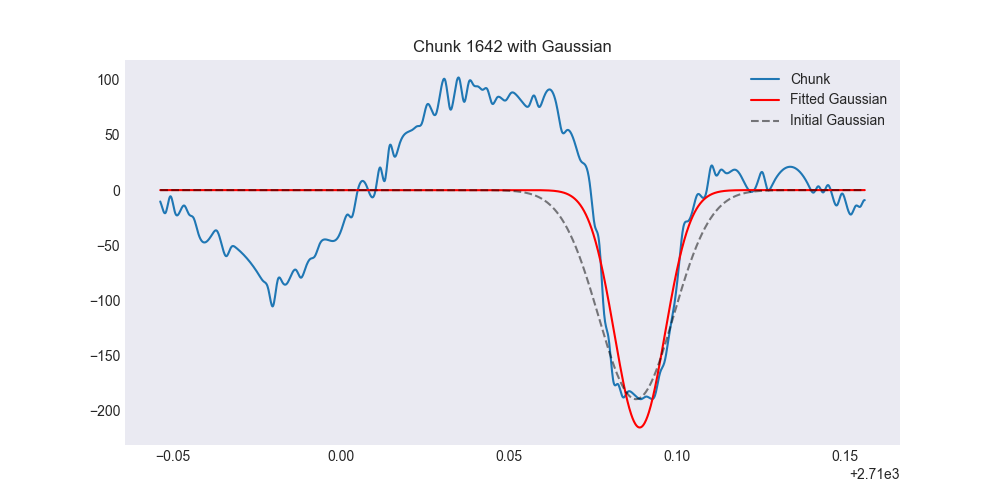 Chunk 1642 with Gaussian
Chunk
Fitted Gaussian
Initial Gaussian
100
50
0
−50
−100
−150
−200
−0.05 0.00 0.05 0.10 0.15
+2.71e3